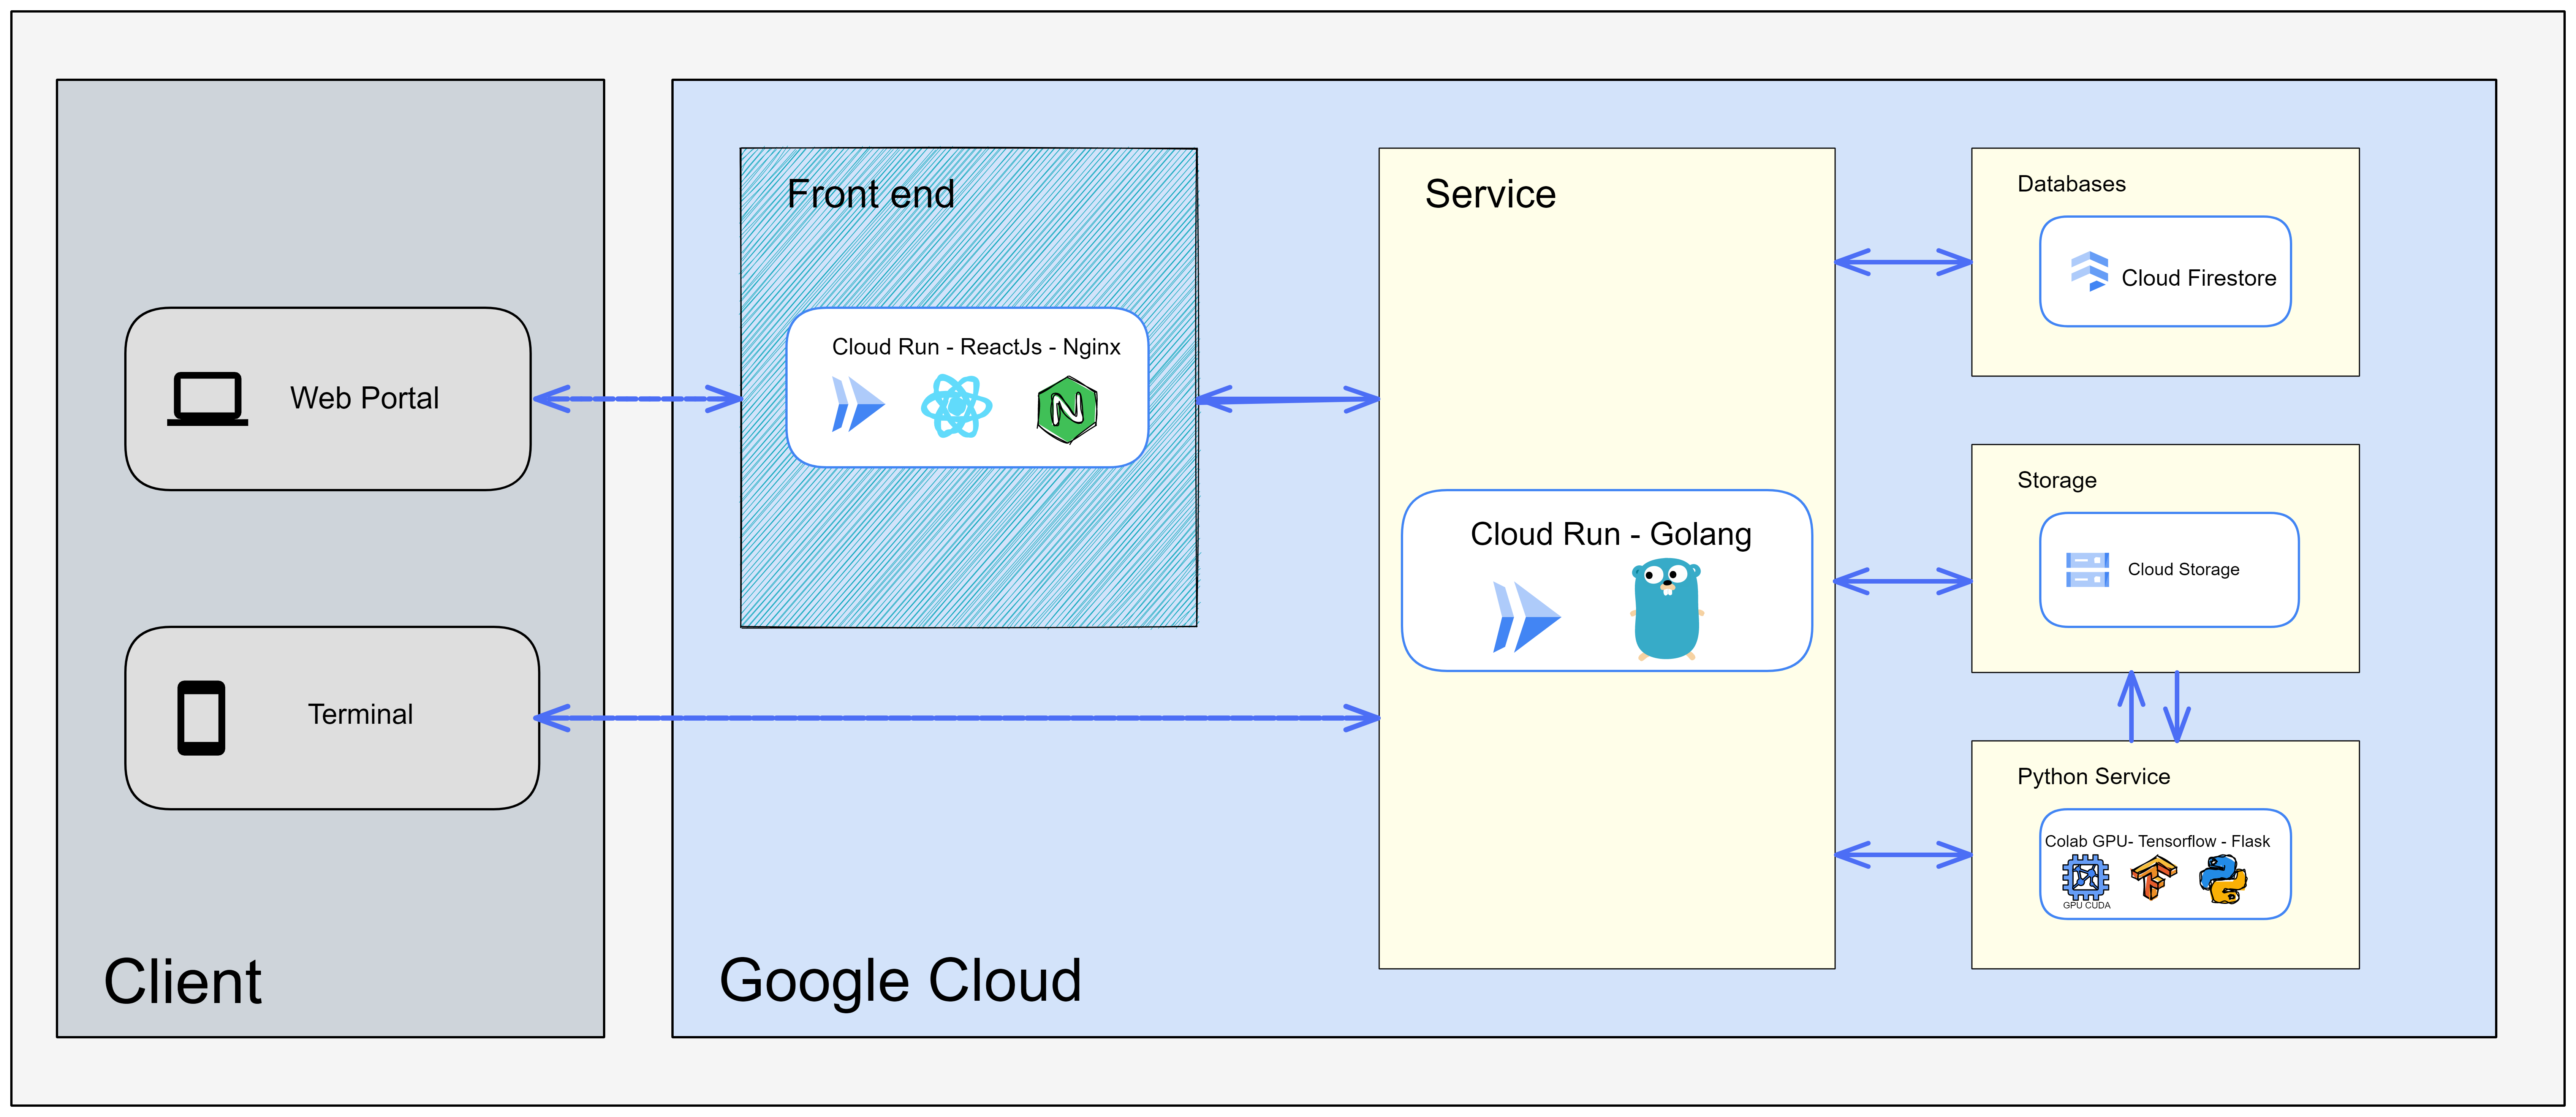 Client
Web Portal
Terminal
Google Cloud
Front end
Cloud Run - ReactJs - Nginx
N
Service
Cloud Run - Golang
Databases
Cloud Firestore
Storage
Cloud Storage
Python Service
Colab GPU- Tensorflow - Flask
GPU CUDA